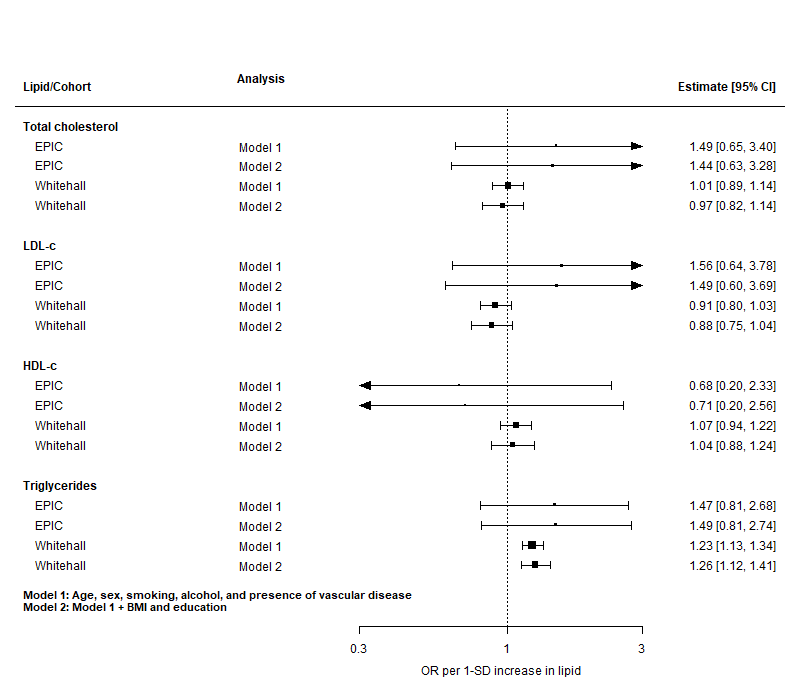 Lipid/Cohort Analysis Estimate [95% CI]
Total cholesterol
EPIC Model 1 1.49 [0.65, 3.40]
EPIC Model 2 1.44 [0.63, 3.28]
Whitehall Model 1 1.01 [0.89, 1.14]
Whitehall Model 2 0.97 [0.82, 1.14]
LDL-c
EPIC Model 1 1.56 [0.64, 3.78]
EPIC Model 2 1.49 [0.60, 3.69]
Whitehall Model 1 0.91 [0.80, 1.03]
Whitehall Model 2 0.88 [0.75, 1.04]
HDL-c
EPIC Model 1 0.68 [0.20, 2.33]
EPIC Model 2 0.71 [0.20, 2.56]
Whitehall Model 1 1.07 [0.94, 1.22]
Whitehall Model 2 1.04 [0.88, 1.24]
Triglycerides
EPIC Model 1 1.47 [0.81, 2.68]
EPIC Model 2 1.49 [0.81, 2.74]
Whitehall Model 1 1.23 [1.13, 1.34]
Whitehall Model 2 1.26 [1.12, 1.41]
Model 1: Age, sex, smoking, alcohol, and presence of vascular disease
Model 2: Model 1 + BMI and education
0.3 1 3
OR per 1-SD increase in lipid